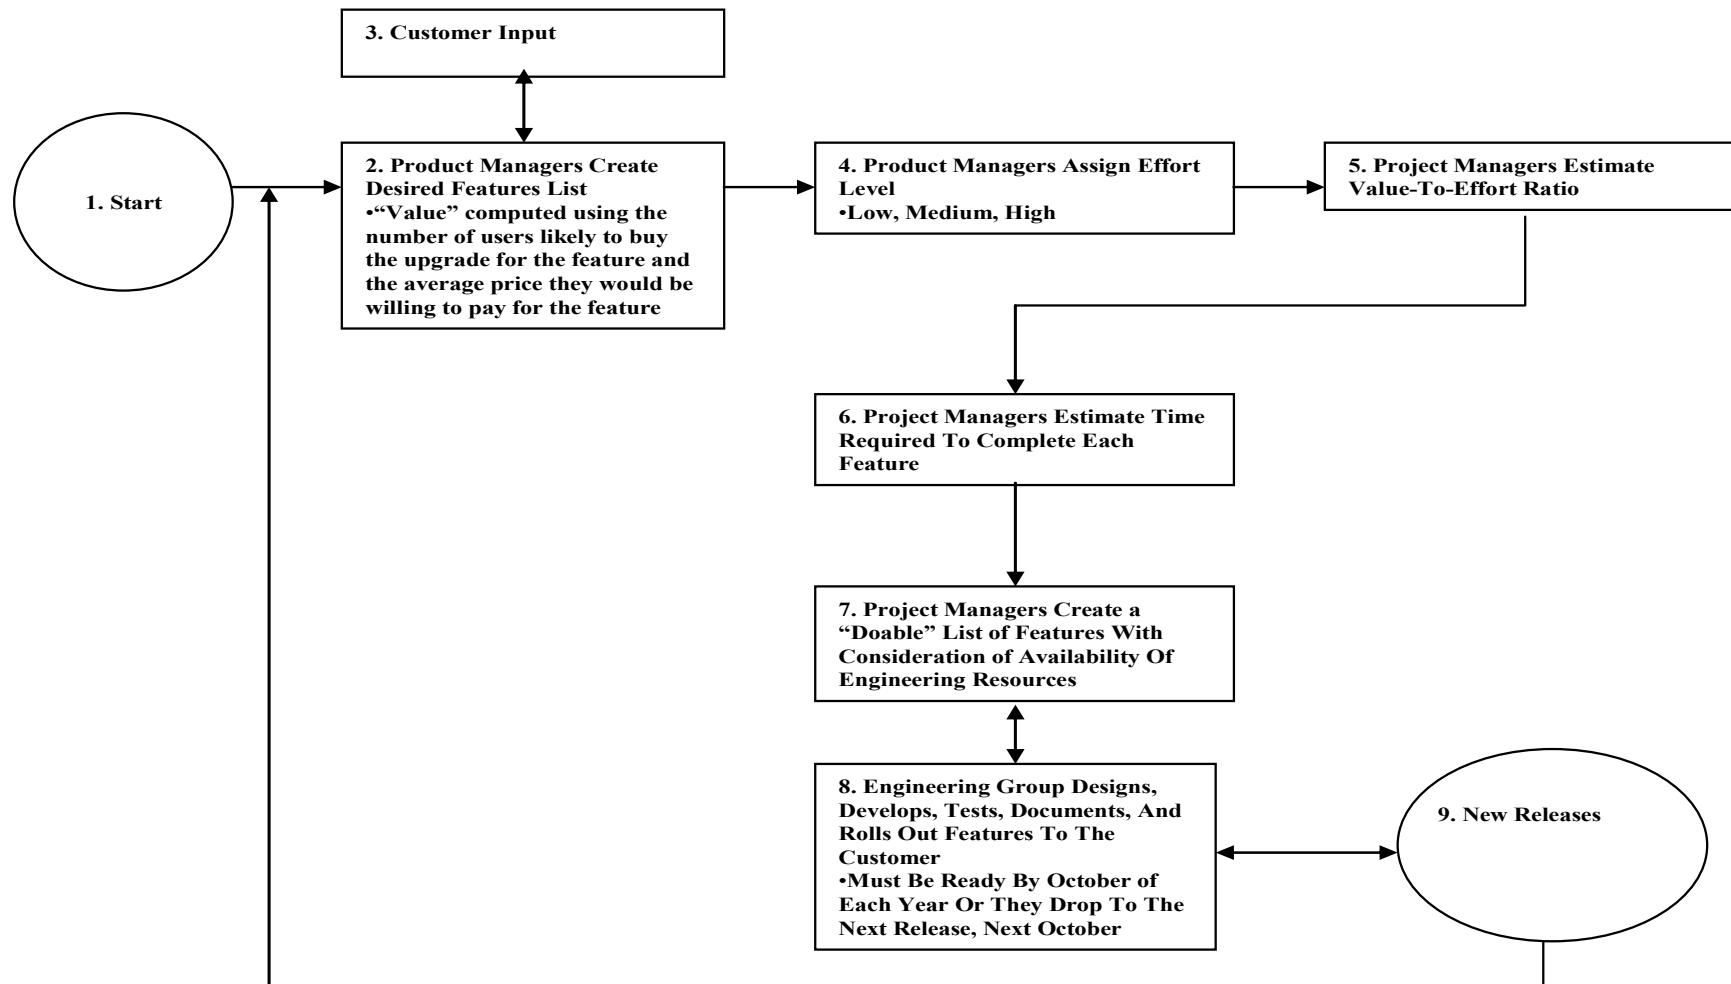 3. Customer Input
1. Start
2. Product Managers Create
Desired Features List
•“Value” computed using the
number of users likely to buy
the upgrade for the feature and
the average price they would be
willing to pay for the feature
4. Product Managers Assign Effort
Level
•Low, Medium, High
5. Project Managers Estimate
Value-To-Effort Ratio
6. Project Managers Estimate Time
Required To Complete Each
Feature
7. Project Managers Create a
“Doable” List of Features With
Consideration of Availability Of
Engineering Resources
8. Engineering Group Designs,
Develops, Tests, Documents, And
Rolls Out Features To The
Customer
•Must Be Ready By October of
Each Year Or They Drop To The
Next Release, Next October
9. New Releases